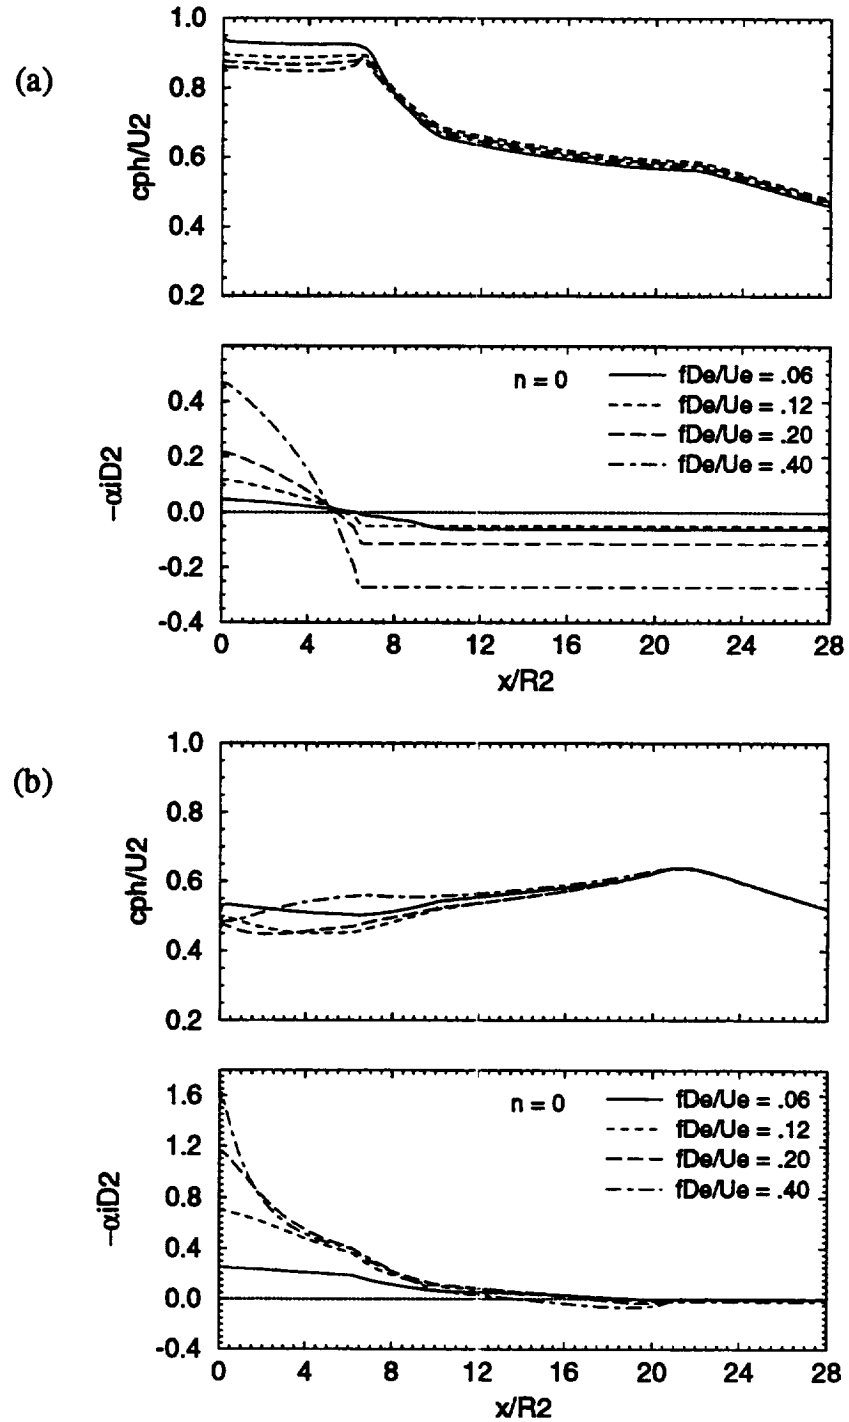 (a)
cph/U2
1.0
0.8
0.6
0.4
0.2
−αiD2
0.4
0.2
0.0
-0.2
-0.4
n = 0
fDe/Ue = .06
fDe/Ue = .12
fDe/Ue = .20
fDe/Ue = .40
0 4 8 12 16 20 24 28
x/R2
(b)
cph/U2
1.0
0.8
0.6
0.4
0.2
−αiD2
1.6
1.2
0.8
0.4
0.0
-0.4
n = 0
fDe/Ue = .06
fDe/Ue = .12
fDe/Ue = .20
fDe/Ue = .40
0 4 8 12 16 20 24 28
x/R2